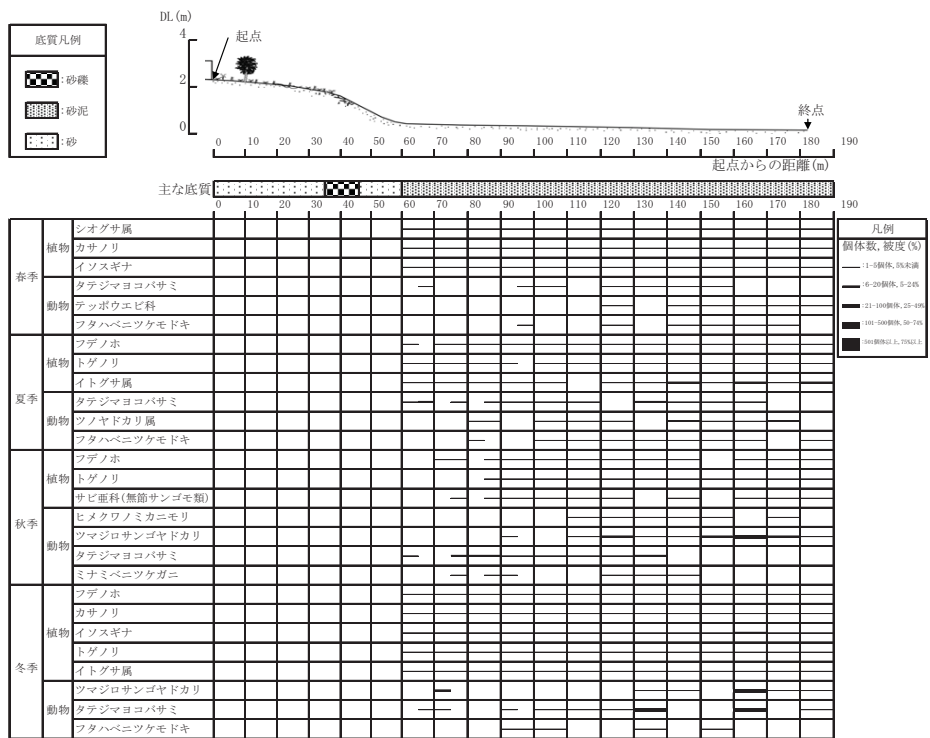 DL(m)
4
2
0
底質凡例
:砂礫
:砂泥
:砂
起点
終点
0 10 20 30 40 50 60 70 80 90 100 110 120 130 140 150 160 170 180 190
起点からの距離(m)
主な底質
0 10 20 30 40 50 60 70 80 90 100 110 120 130 140 150 160 170 180 190
春季
植物
シオグサ属
カサノリ
イソスギナ
動物
タテジマヨコバサミ
テッポウエビ科
フタハベニツケモドキ
夏季
植物
フデノホ
トゲノリ
イトグサ属
動物
タテジマヨコバサミ
ツノヤドカリ属
フタハベニツケモドキ
秋季
植物
フデノホ
トゲノリ
サビ亜科(無節サンゴモ類)
動物
ヒメクワノミカニモリ
ツマジロサンゴヤドカリ
タテジマヨコバサミ
ミナミベニツケガニ
冬季
植物
フデノホ
カサノリ
イソスギナ
トゲノリ
イトグサ属
動物
ツマジロサンゴヤドカリ
タテジマヨコバサミ
フタハベニツケモドキ
凡例
個体数,被度(%)
:1-5個体,5%未満
:6-20個体,5-24%
:21-100個体,25-49%
:101-500個体,50-74%
:501個体以上,75%以上